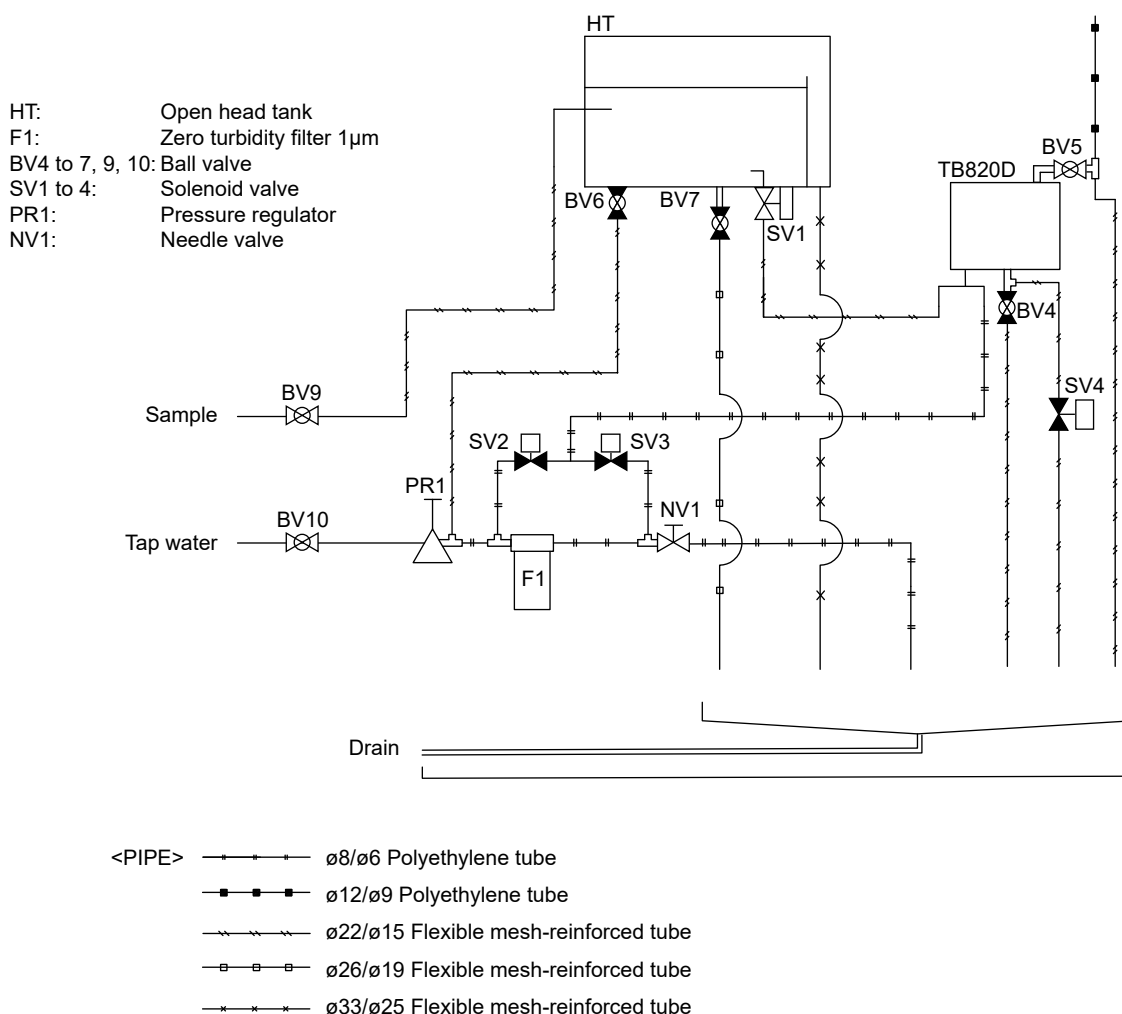 HT
HT: Open head tank
F1: Zero turbidity filter 1µm
BV4 to 7, 9, 10: Ball valve
SV1 to 4: Solenoid valve
PR1: Pressure regulator
NV1: Needle valve
BV5
TB820D
BV6
BV7
SV1
BV4
BV9
SV4
Sample
SV2
SV3
PR1
NV1
BV10
Tap water
F1
Drain
<PIPE>
ø8/ø6 Polyethylene tube
ø12/ø9 Polyethylene tube
ø22/ø15 Flexible mesh-reinforced tube
ø26/ø19 Flexible mesh-reinforced tube
ø33/ø25 Flexible mesh-reinforced tube